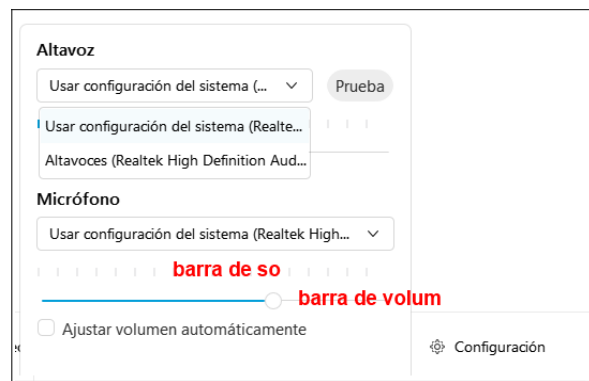 Altavoz
Usar configuración del sistema (...
Prueba
Usar configuración del sistema (Realte...
Altavoces (Realtek High Definition Aud...
Micrófono
Usar configuración del sistema (Realtek High...
barra de so
barra de volum
Ajustar volumen automáticamente
Configuración